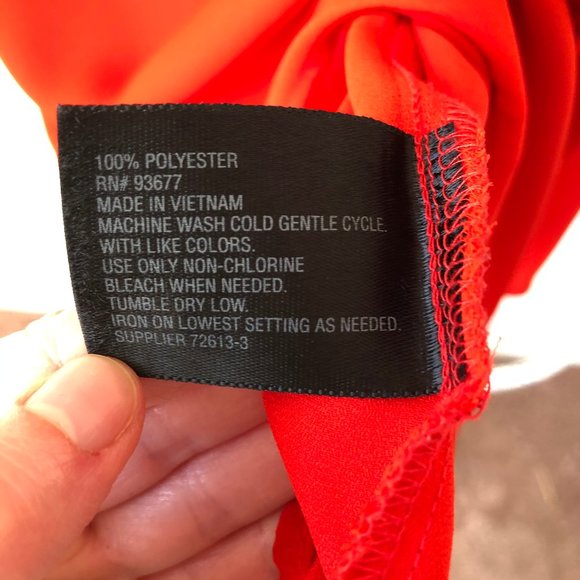 100% POLYESTER
RN# 93677
MADE IN VIETNAM
MACHINE WASH COLD GENTLE CYCLE.
WITH LIKE COLORS.
USE ONLY NON-CHLORINE
BLEACH WHEN NEEDED.
TUMBLE DRY LOW.
IRON ON LOWEST SETTING AS NEEDED.
SUPPLIER 72613-3